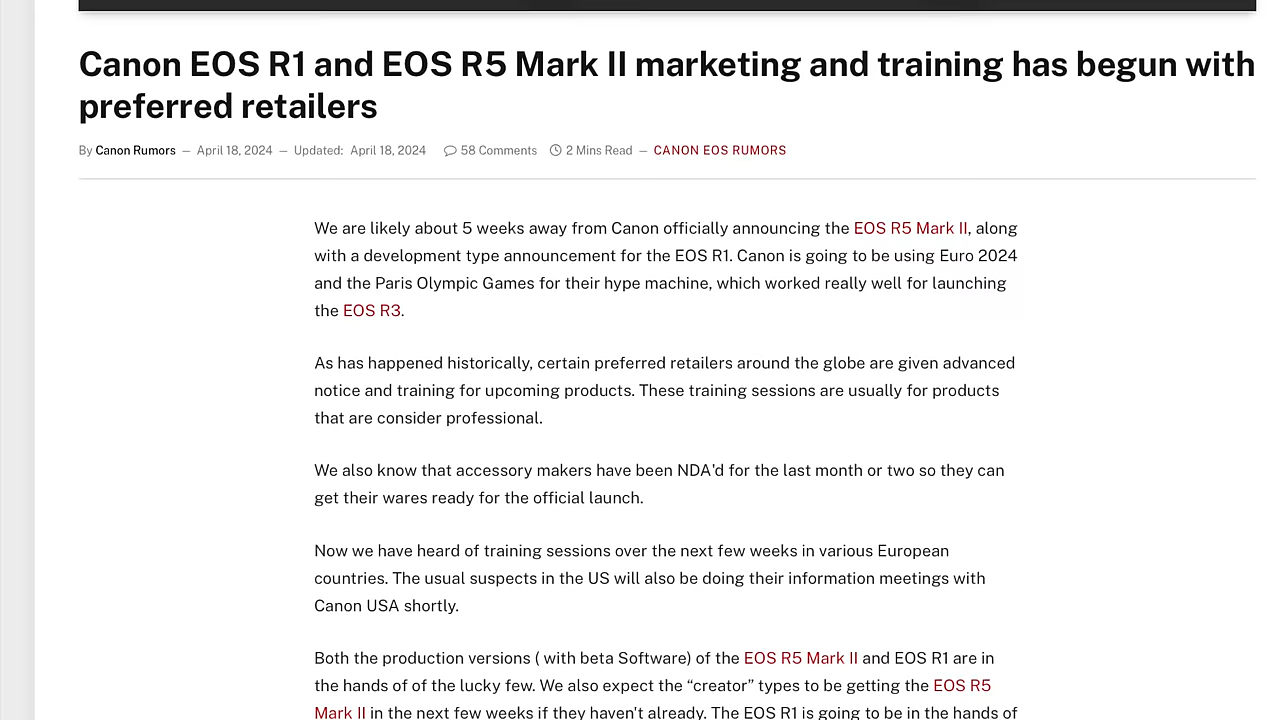 Canon EOS R1 and EOS R5 Mark II marketing and training has begun with
preferred retailers
By Canon Rumors — April 18, 2024 — Updated: April 18, 2024 58 Comments 2 Mins Read — CANON EOS RUMORS
We are likely about 5 weeks away from Canon officially announcing the EOS R5 Mark II, along
with a development type announcement for the EOS R1. Canon is going to be using Euro 2024
and the Paris Olympic Games for their hype machine, which worked really well for launching
the EOS R3.
As has happened historically, certain preferred retailers around the globe are given advanced
notice and training for upcoming products. These training sessions are usually for products
that are consider professional.
We also know that accessory makers have been NDA'd for the last month or two so they can
get their wares ready for the official launch.
Now we have heard of training sessions over the next few weeks in various European
countries. The usual suspects in the US will also be doing their information meetings with
Canon USA shortly.
Both the production versions ( with beta Software) of the EOS R5 Mark II and EOS R1 are in
the hands of of the lucky few. We also expect the “creator” types to be getting the EOS R5
Mark II in the next few weeks if they haven't already. The EOS R1 is going to be in the hands of